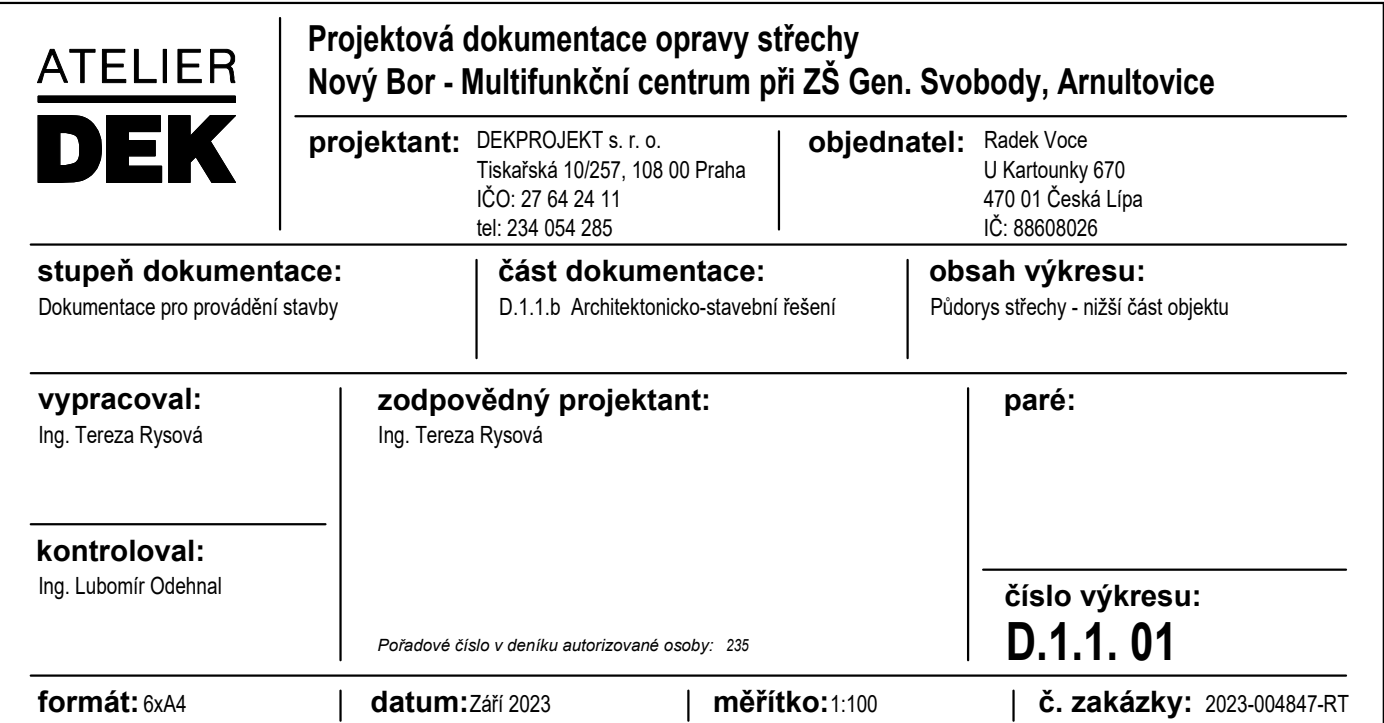 ATELIER
DEK
Projektová dokumentace opravy střechy
Nový Bor - Multifunkční centrum při ZŠ Gen. Svobody, Arnultovice
projektant: DEKPROJEKT s. r. o.
Tiskařská 10/257, 108 00 Praha
IČO: 27 64 24 11
tel: 234 054 285
objednatel: Radek Voce
U Kartounky 670
470 01 Česká Lípa
IČ: 88608026
stupeň dokumentace:
Dokumentace pro provádění stavby
část dokumentace:
D.1.1.b Architektonicko-stavební řešení
obsah výkresu:
Půdorys střechy - nižší část objektu
vypracoval:
Ing. Tereza Rysová
kontroloval:
Ing. Lubomír Odehnal
zodpovědný projektant:
Ing. Tereza Rysová
Pořadové číslo v deníku autorizované osoby: 235
paré:
číslo výkresu:
D.1.1. 01
formát: 6xA4
datum: Září 2023
měřítko: 1:100
č. zakázky: 2023-004847-RT